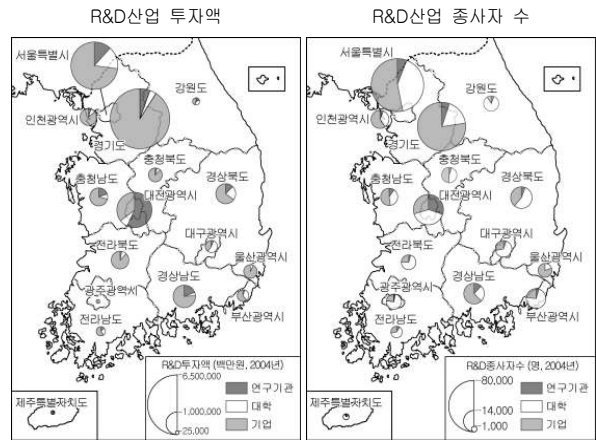 R&D산업 투자액
R&D산업 종사자 수
서울특별시
강원도
인천광역시
경기도
충청북도
충청남도
경상북도
대전광역시
대구광역시
전라북도
울산광역시
경상남도
광주광역시
부산광역시
전라남도
제주특별자치도
R&D투자액 (백만원, 2004년)
6,500,000
1,000,000
25,000
연구기관
대학
기업
서울특별시
강원도
인천광역시
경기도
충청북도
충청남도
경상북도
대전광역시
대구광역시
전라북도
울산광역시
경상남도
광주광역시
부산광역시
전라남도
제주특별자치도
R&D종사자수 (명, 2004년)
80,000
14,000
1,000
연구기관
대학
기업